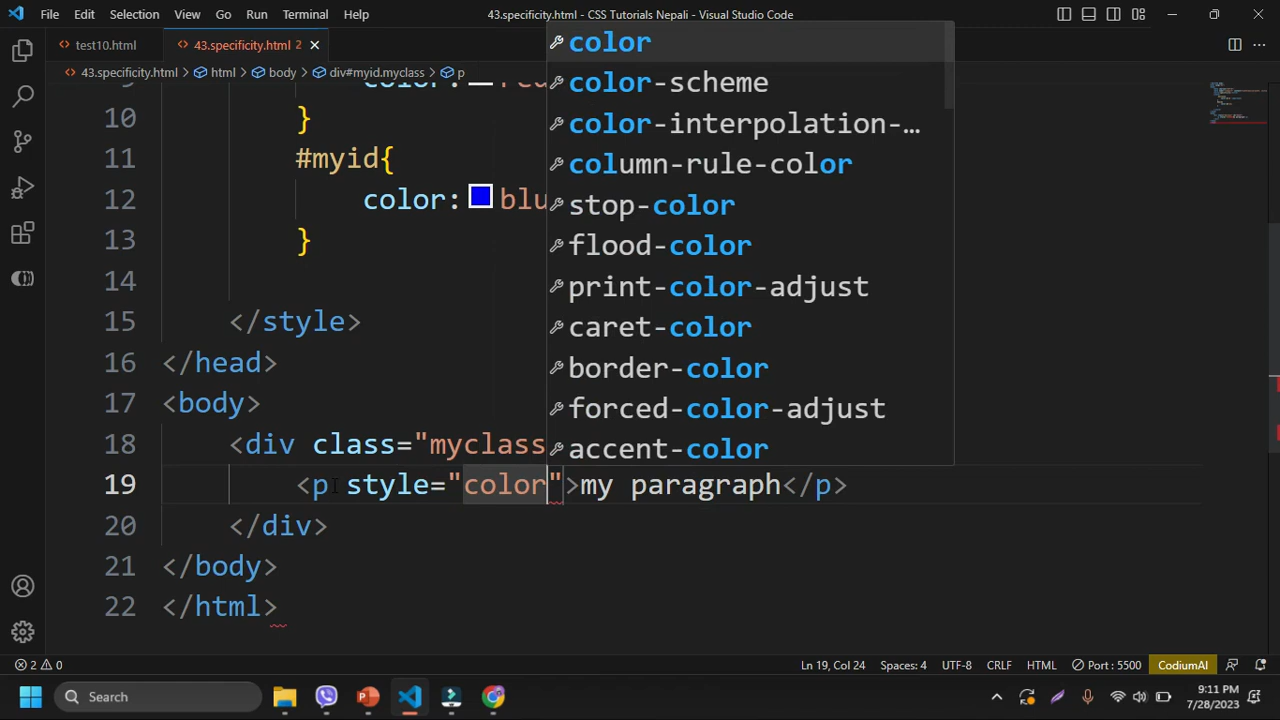 File Edit Selection View Go Run Terminal Help
43.specificity.html - CSS Tutorials Nepali - Visual Studio Code
test10.html
43.specificity.html 2
43.specificity.html > html > body > div#myid.myclass > p
color:
10 }
11 #myid{
12 color: blu
13 }
14
15 </style>
16 </head>
17 <body>
18 <div class="myclass
19 <p style="color">my paragraph</p>
20 </div>
21 </body>
22 </html>
color
color-scheme
color-interpolation-…
column-rule-color
stop-color
flood-color
print-color-adjust
caret-color
border-color
forced-color-adjust
accent-color
2 0
Ln 19, Col 24 Spaces: 4 UTF-8 CRLF HTML Port : 5500 CodiumAI
Search
9:11 PM
7/28/2023